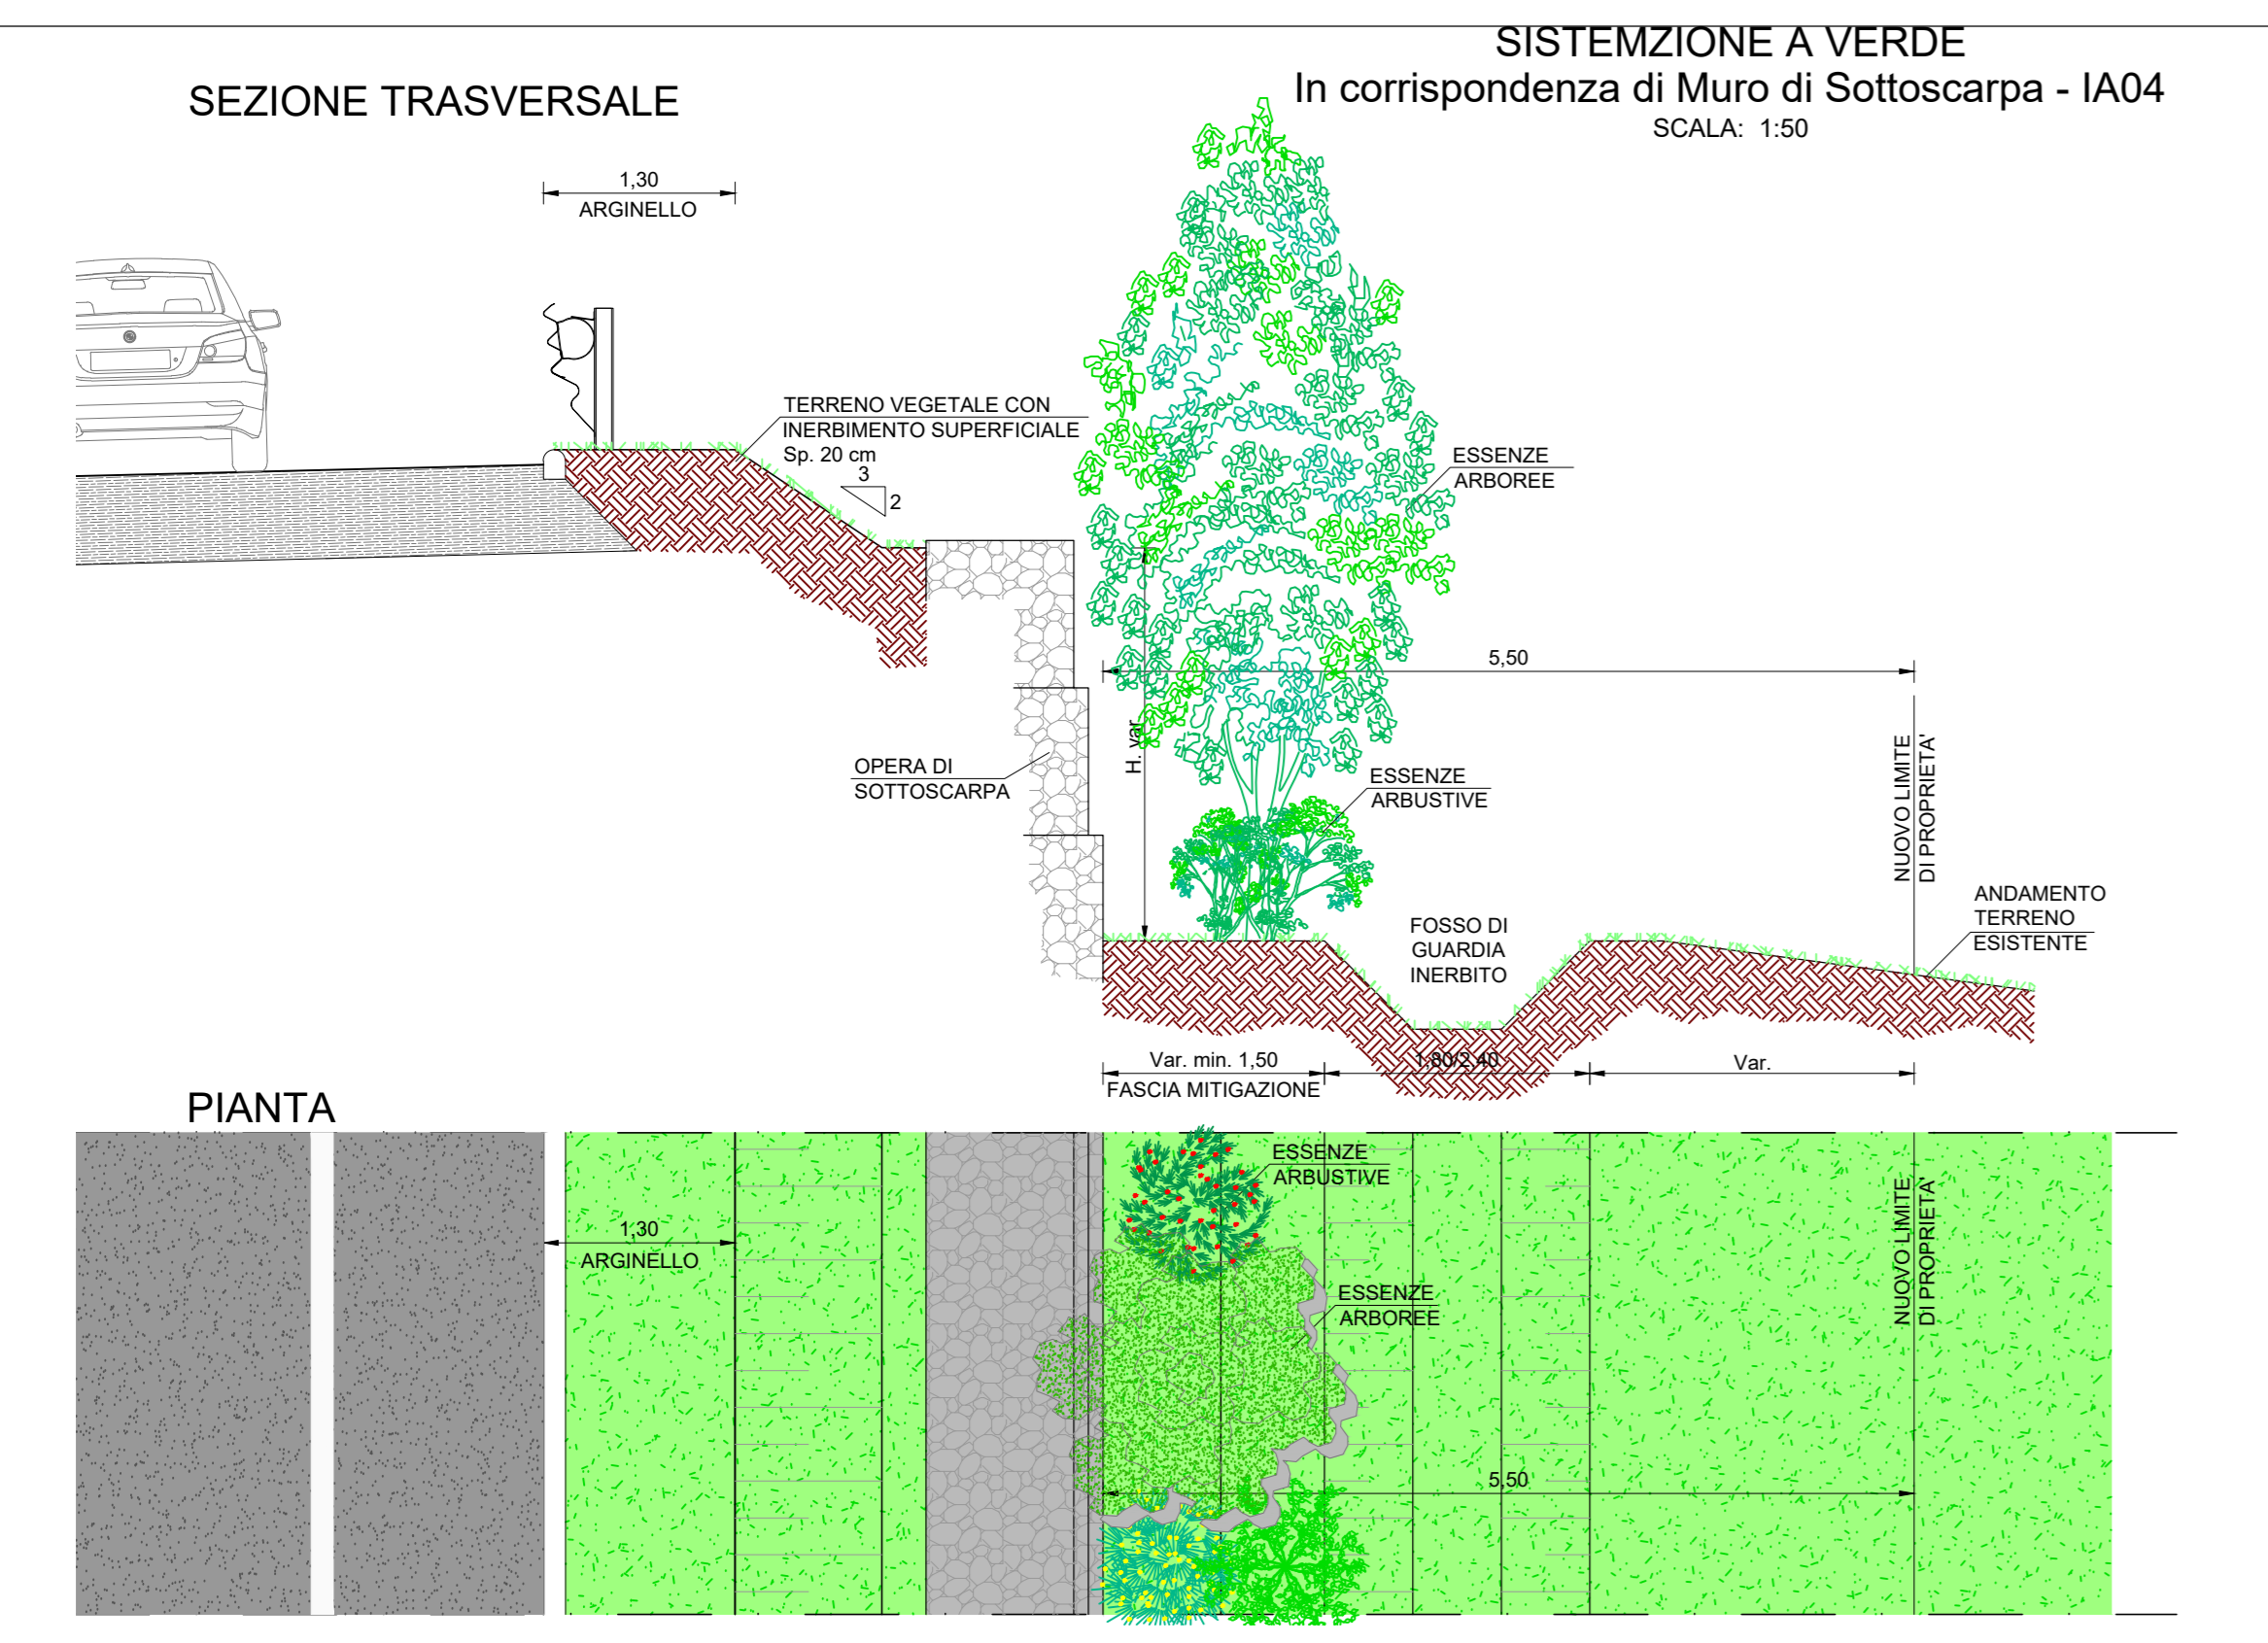 SISTEMZIONE A VERDE
In corrispondenza di Muro di Sottoscarpa - IA04
SCALA: 1:50
SEZIONE TRASVERSALE
1,30
ARGINELLO
TERRENO VEGETALE CON
INERBIMENTO SUPERFICIALE
Sp. 20 cm
3
2
ESSENZE
ARBOREE
5,50
H. var
OPERA DI
SOTTOSCARPA
ESSENZE
ARBUSTIVE
NUOVO LIMITE
DI PROPRIETA'
ANDAMENTO
TERRENO
ESISTENTE
FOSSO DI
GUARDIA
INERBITO
Var. min. 1,50
FASCIA MITIGAZIONE
1,80/2,40
Var.
PIANTA
ESSENZE
ARBUSTIVE
1,30
ARGINELLO
ESSENZE
ARBOREE
NUOVO LIMITE
DI PROPRIETA'
5,50